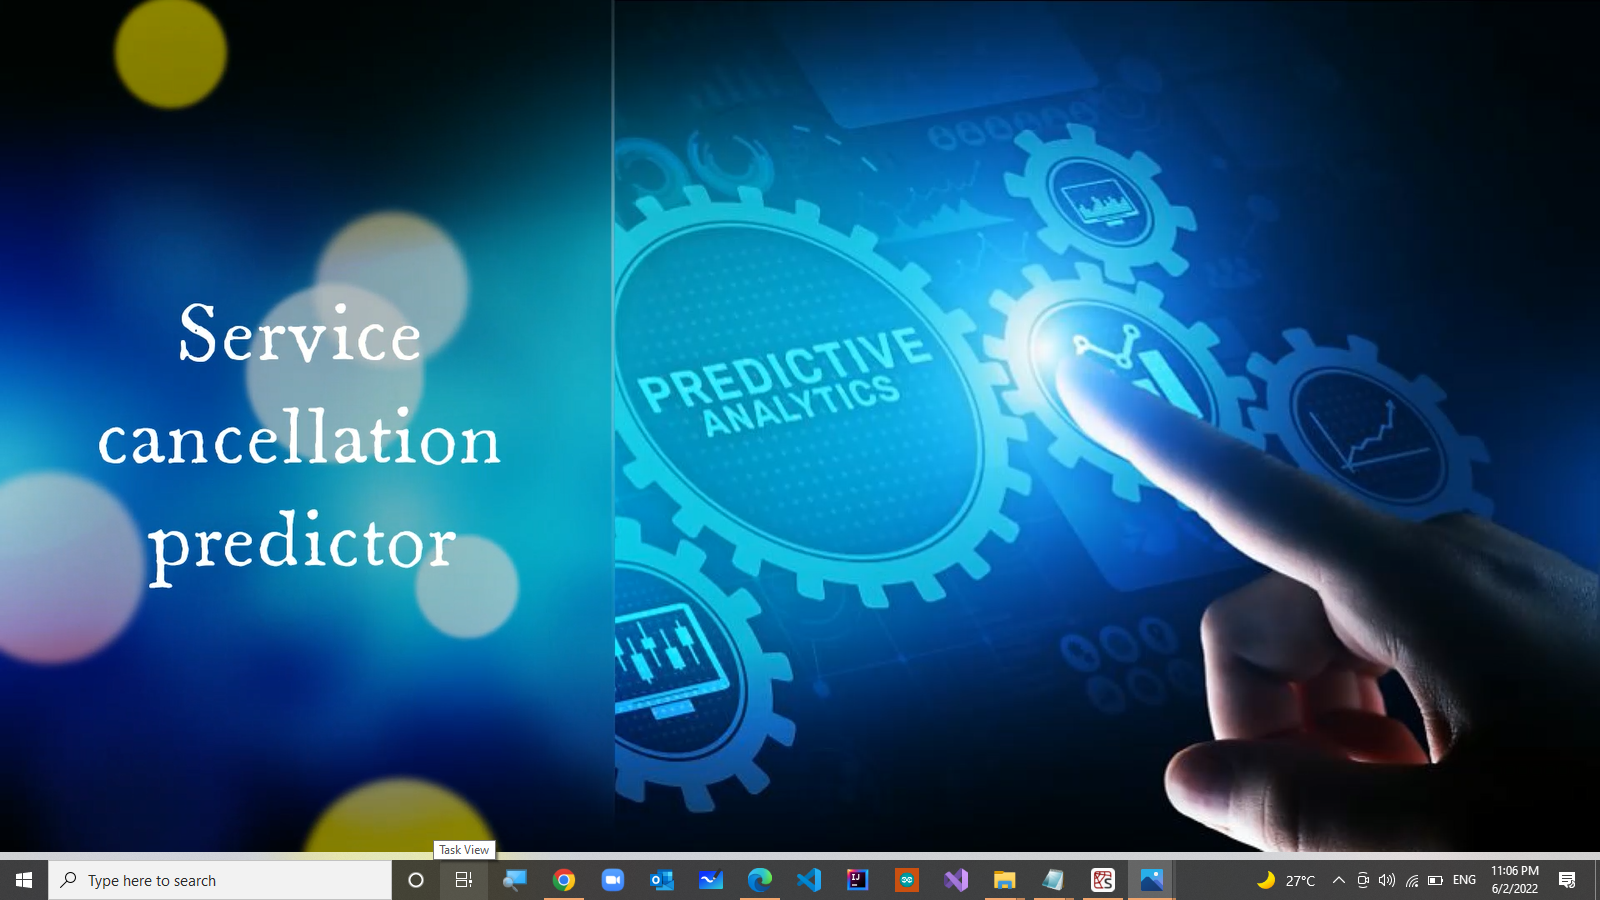 Service
cancellation
predictor
PREDICTIVE
ANALYTICS
Task View
Type here to search
27°C
ENG
11:06 PM
6/2/2022